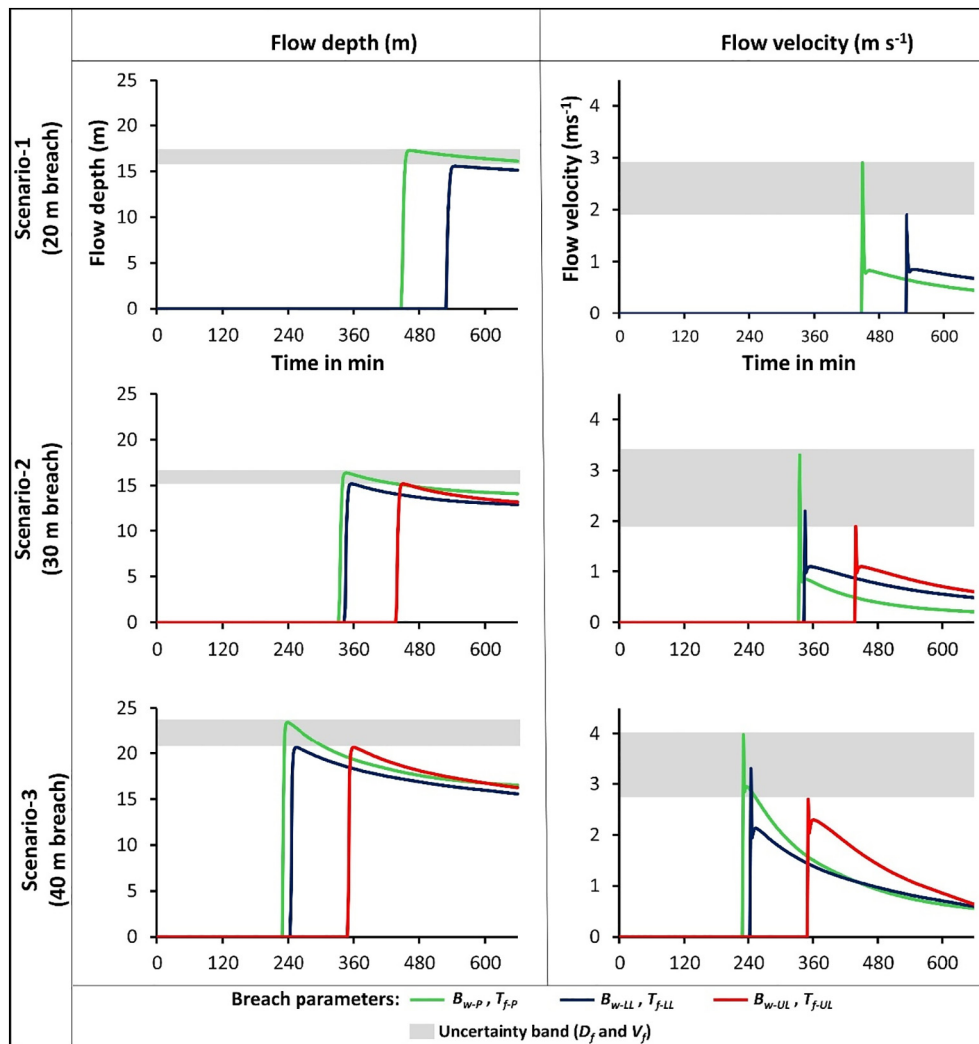 Flow depth (m)
Flow velocity (m s-1)
Scenario-1
(20 m breach)
Flow depth (m)
25
20
15
10
5
0
0 120 240 360 480 600
Time in min
Flow velocity (ms-1)
4
3
2
1
0
0 120 240 360 480 600
Time in min
Scenario-2
(30 m breach)
25
20
15
10
5
0
0 120 240 360 480 600
4
3
2
1
0
0 120 240 360 480 600
Scenario-3
(40 m breach)
25
20
15
10
5
0
0 120 240 360 480 600
4
3
2
1
0
0 120 240 360 480 600
Breach parameters: Bw-P , Tf-P Bw-LL , Tf-LL Bw-UL , Tf-UL
Uncertainty band (Df and Vf)